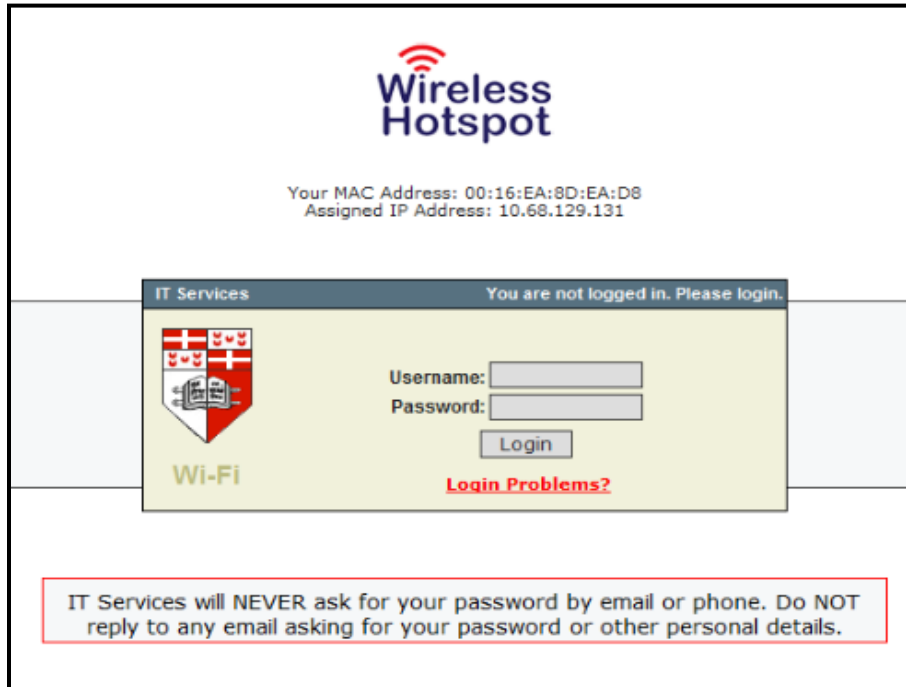 Wireless
Hotspot
Your MAC Address: 00:16:EA:8D:EA:D8
Assigned IP Address: 10.68.129.131
IT Services You are not logged in. Please login.
Username:
Password:
Login
Wi-Fi
Login Problems?
IT Services will NEVER ask for your password by email or phone. Do NOT
reply to any email asking for your password or other personal details.